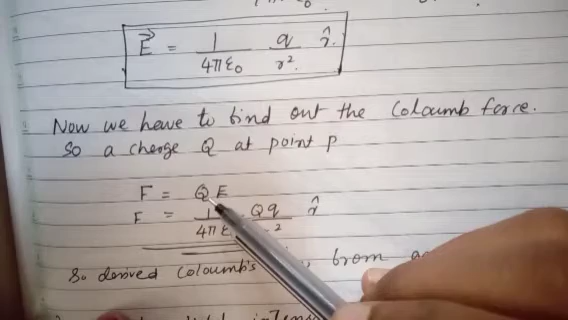 E⃗ = 1/4πε₀ q/r² r̂.
Now we have to find out the Coloumb force.
So a charge Q at point P
F = QE
F = 1/4πε Qq/r² r̂
So derived Coloumb's from